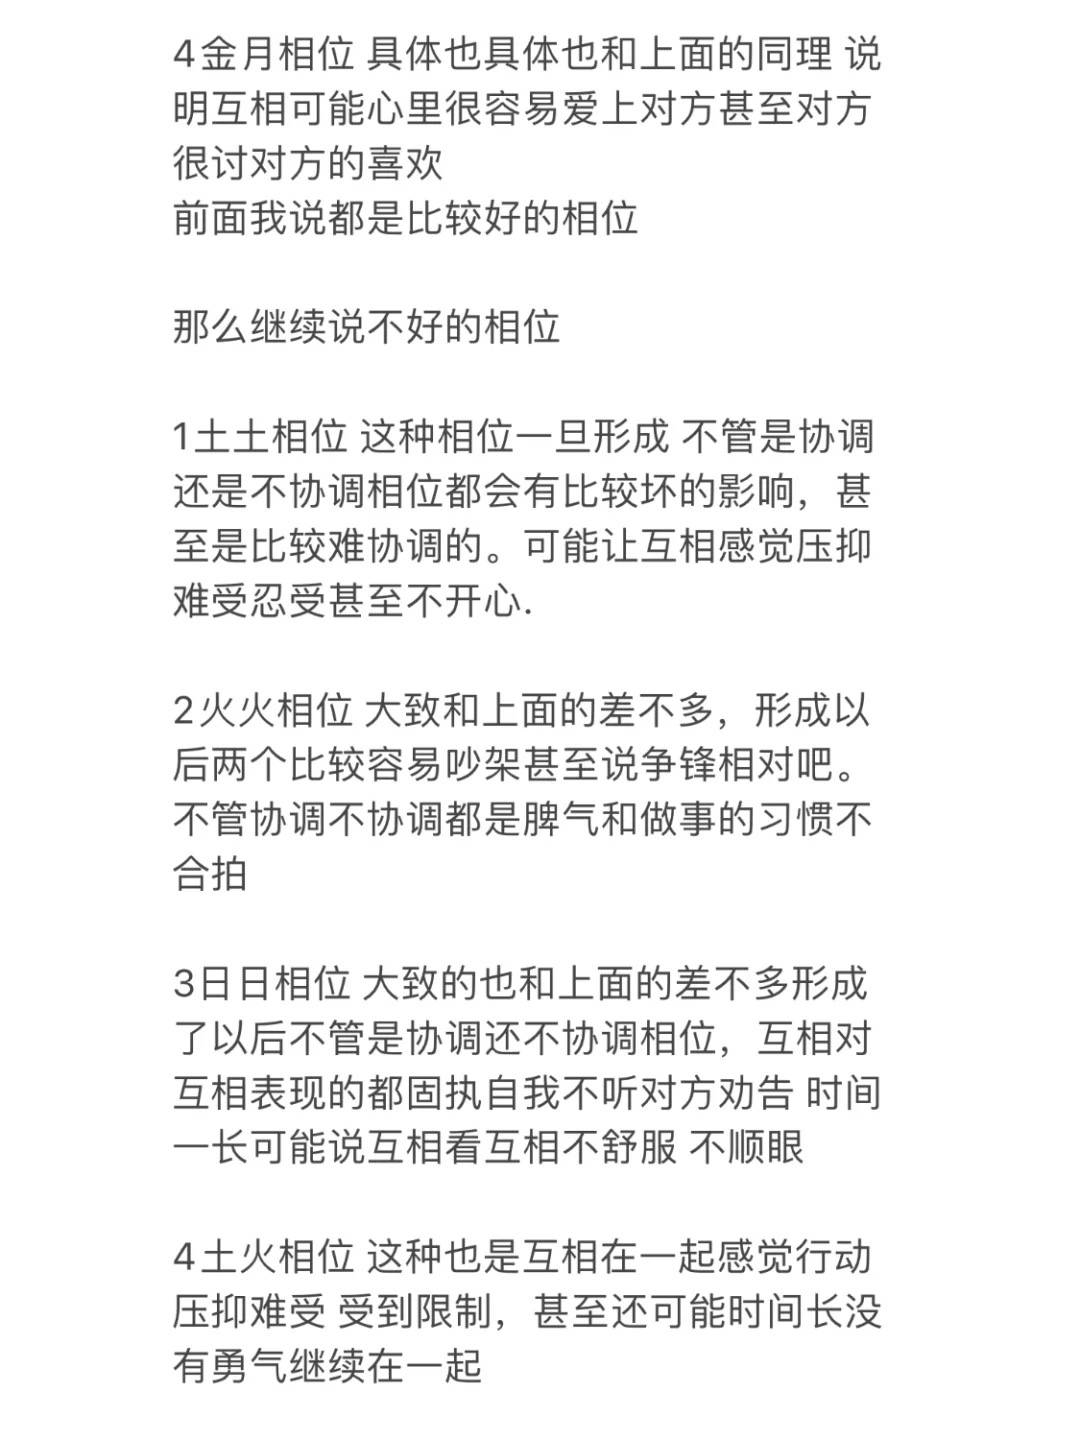 4金月相位 具体也具体也和上面的同理 说
明互相可能心里很容易爱上对方甚至对方
很讨对方的喜欢
前面我说都是比较好的相位
那么继续说不好的相位
1土土相位 这种相位一旦形成 不管是协调
还是不协调相位都会有比较坏的影响，甚
至是比较难协调的。可能让互相感觉压抑
难受忍受甚至不开心.
2火火相位 大致和上面的差不多，形成以
后两个比较容易吵架甚至说争锋相对吧。
不管协调不协调都是脾气和做事的习惯不
合拍
3日日相位 大致的也和上面的差不多形成
了以后不管是协调还不协调相位，互相对
互相表现的都固执自我不听对方劝告 时间
一长可能说互相看互相不舒服 不顺眼
4土火相位 这种也是互相在一起感觉行动
压抑难受 受到限制，甚至还可能时间长没
有勇气继续在一起